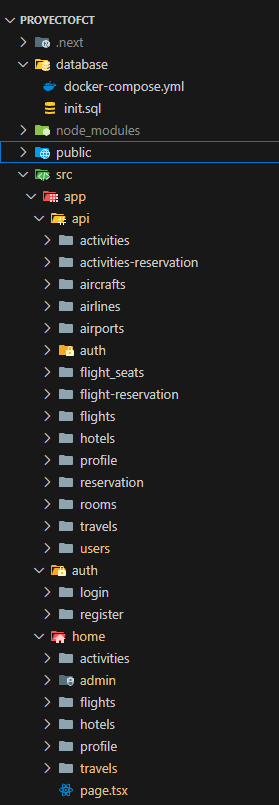 PROYECTOFCT
.next
database
docker-compose.yml
init.sql
node_modules
public
src
app
api
activities
activities-reservation
aircrafts
airlines
airports
auth
flight_seats
flight-reservation
flights
hotels
profile
reservation
rooms
travels
users
auth
login
register
home
activities
admin
flights
hotels
profile
travels
page.tsx